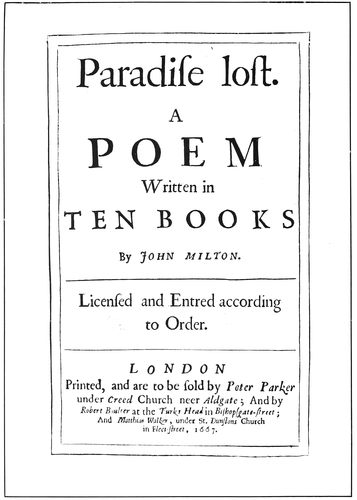 Paradiſe loſt.
A
POEM
Written in
TEN BOOKS
By JOHN MILTON.
Licenſed and Entred according
to Order.
LONDON
Printed, and are to be ſold by Peter Parker
under Creed Church neer Aldgate; And by
Robert Boulter at the Turks Head in Biſhopſgate-ſtreet;
And Matthias Walker, under St. Dunſtons Church
in Fleet-ſtreet, 1667.